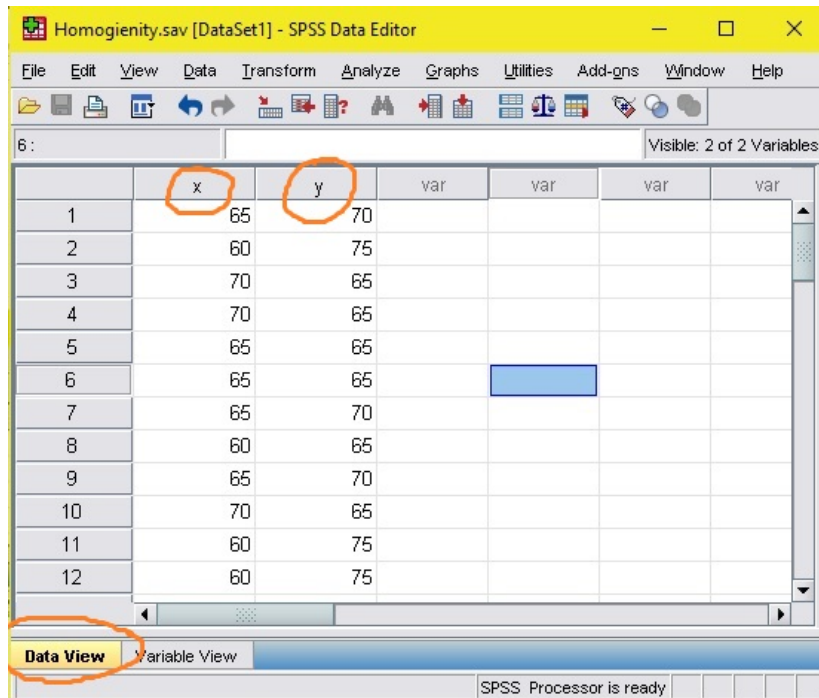 Homogienity.sav [DataSet1] - SPSS Data Editor
File Edit View Data Transform Analyze Graphs Utilities Add-ons Window Help
6 : Visible: 2 of 2 Variables
x y var var var var
1 65 70
2 60 75
3 70 65
4 70 65
5 65 65
6 65 65
7 65 70
8 60 65
9 65 70
10 70 65
11 60 75
12 60 75
Data View Variable View
SPSS Processor is ready